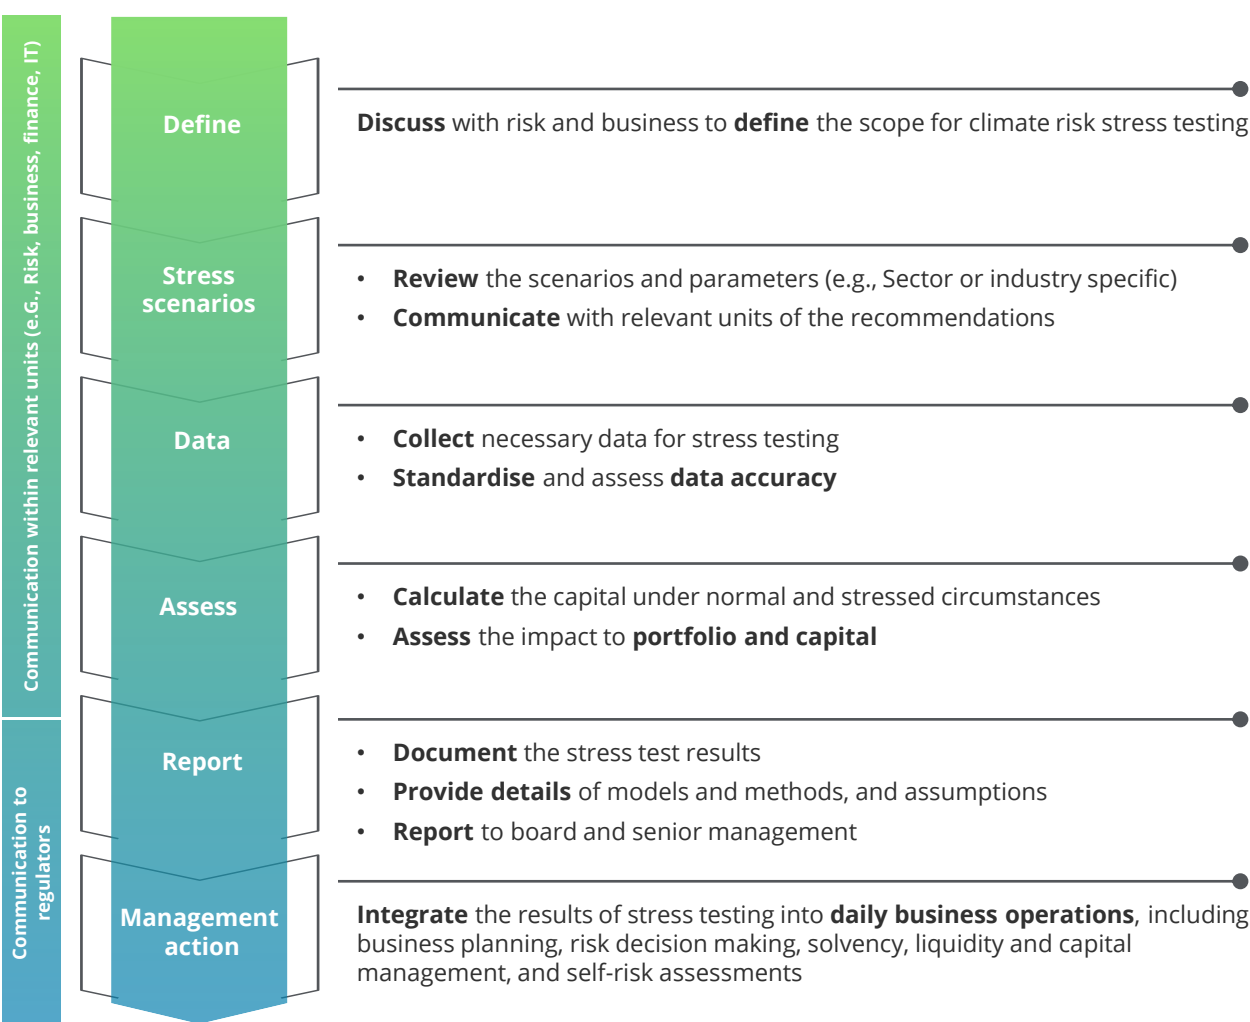 Communication within relevant units (e.G., Risk, business, finance, IT)
Define
Discuss with risk and business to define the scope for climate risk stress testing
Stress
scenarios
• Review the scenarios and parameters (e.g., Sector or industry specific)
• Communicate with relevant units of the recommendations
Data
• Collect necessary data for stress testing
• Standardise and assess data accuracy
Assess
• Calculate the capital under normal and stressed circumstances
• Assess the impact to portfolio and capital
Communication to
regulators
Report
• Document the stress test results
• Provide details of models and methods, and assumptions
• Report to board and senior management
Management
action
Integrate the results of stress testing into daily business operations, including
business planning, risk decision making, solvency, liquidity and capital
management, and self-risk assessments